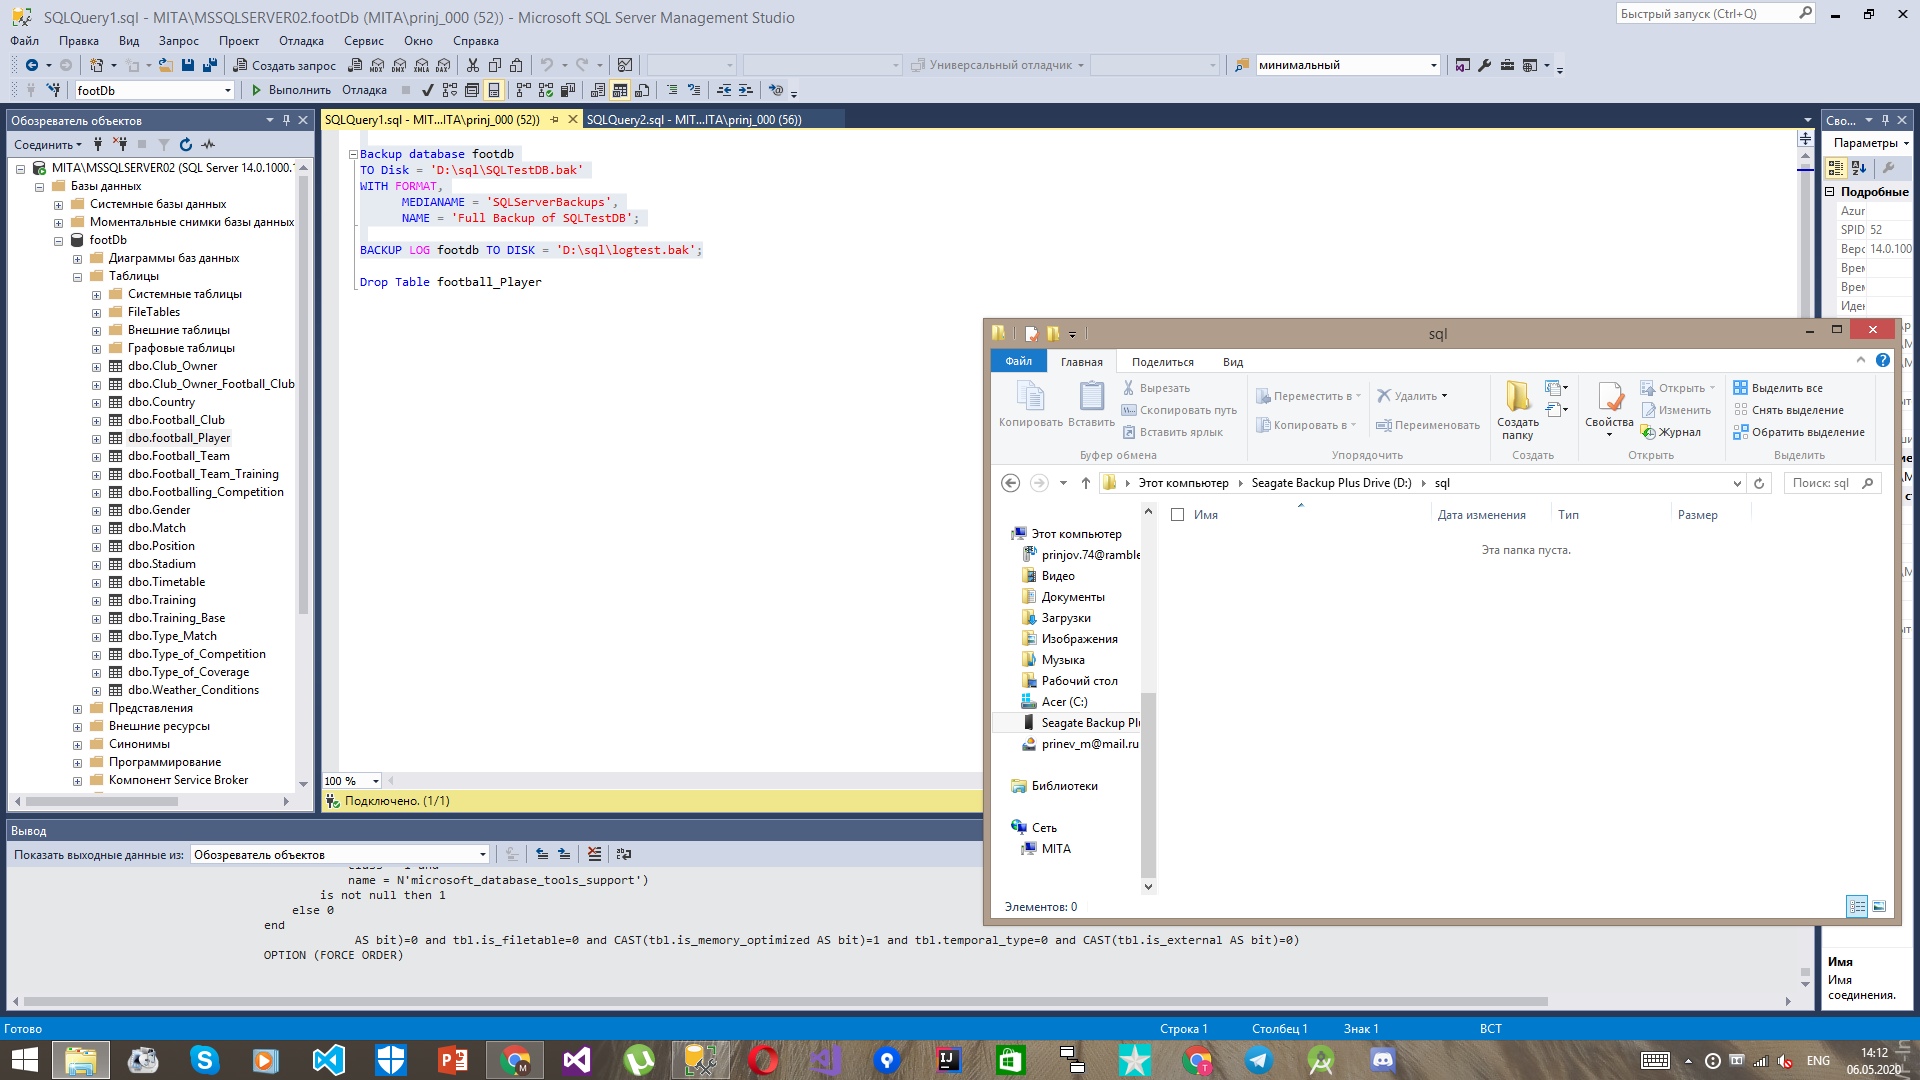 SQLQuery1.sql - MITA\MSSQLSERVER02.footDb (MITA\prinj_000 (52)) - Microsoft SQL Server Management Studio
Быстрый запуск (Ctrl+Q)
Файл Правка Вид Запрос Проект Отладка Сервис Окно Справка
Создать запрос
MDX DMX XMLA DAX
Универсальный отладчик
минимальный
footDb
Выполнить Отладка
Обозреватель объектов
Соединить
MITA\MSSQLSERVER02 (SQL Server 14.0.1000.
Базы данных
Системные базы данных
Моментальные снимки базы данных
footDb
Диаграммы баз данных
Таблицы
Системные таблицы
FileTables
Внешние таблицы
Графовые таблицы
dbo.Club_Owner
dbo.Club_Owner_Football_Club
dbo.Country
dbo.Football_Club
dbo.football_Player
dbo.Football_Team
dbo.Football_Team_Training
dbo.Footballing_Competition
dbo.Gender
dbo.Match
dbo.Position
dbo.Stadium
dbo.Timetable
dbo.Training
dbo.Training_Base
dbo.Type_Match
dbo.Type_of_Competition
dbo.Type_of_Coverage
dbo.Weather_Conditions
Представления
Внешние ресурсы
Синонимы
Программирование
Компонент Service Broker
SQLQuery1.sql - MIT...ITA\prinj_000 (52))
SQLQuery2.sql - MIT...ITA\prinj_000 (56))
Backup database footdb
TO Disk = 'D:\sql\SQLTestDB.bak'
WITH FORMAT,
MEDIANAME = 'SQLServerBackups',
NAME = 'Full Backup of SQLTestDB';
BACKUP LOG footdb TO DISK = 'D:\sql\logtest.bak';
Drop Table football_Player
100 %
Подключено. (1/1)
Сво...
Параметры
Подробные
Azur
SPID 52
Верс 14.0.100
Врем
Врем
Иден
Имя
Имя
соединения.
sql
Файл Главная Поделиться Вид
Копировать
Вставить
Вырезать
Скопировать путь
Вставить ярлык
Буфер обмена
Переместить в
Копировать в
Удалить
Переименовать
Упорядочить
Создать
папку
Создать
Свойства
Открыть
Изменить
Журнал
Открыть
Выделить все
Снять выделение
Обратить выделение
Выделить
Этот компьютер Seagate Backup Plus Drive (D:) sql
Поиск: sql
Имя Дата изменения Тип Размер
Эта папка пуста.
Этот компьютер
prinjov.74@ramble
Видео
Документы
Загрузки
Изображения
Музыка
Рабочий стол
Acer (C:)
Seagate Backup Plu
prinev_m@mail.ru
Библиотеки
Сеть
MITA
Элементов: 0
Вывод
Показать выходные данные из: Обозреватель объектов
name = N'microsoft_database_tools_support')
is not null then 1
else 0
end
AS bit)=0 and tbl.is_filetable=0 and CAST(tbl.is_memory_optimized AS bit)=1 and tbl.temporal_type=0 and CAST(tbl.is_external AS bit)=0)
OPTION (FORCE ORDER)
Готово
Строка 1 Столбец 1 Знак 1 ВСТ
ENG
14:12
06.05.2020